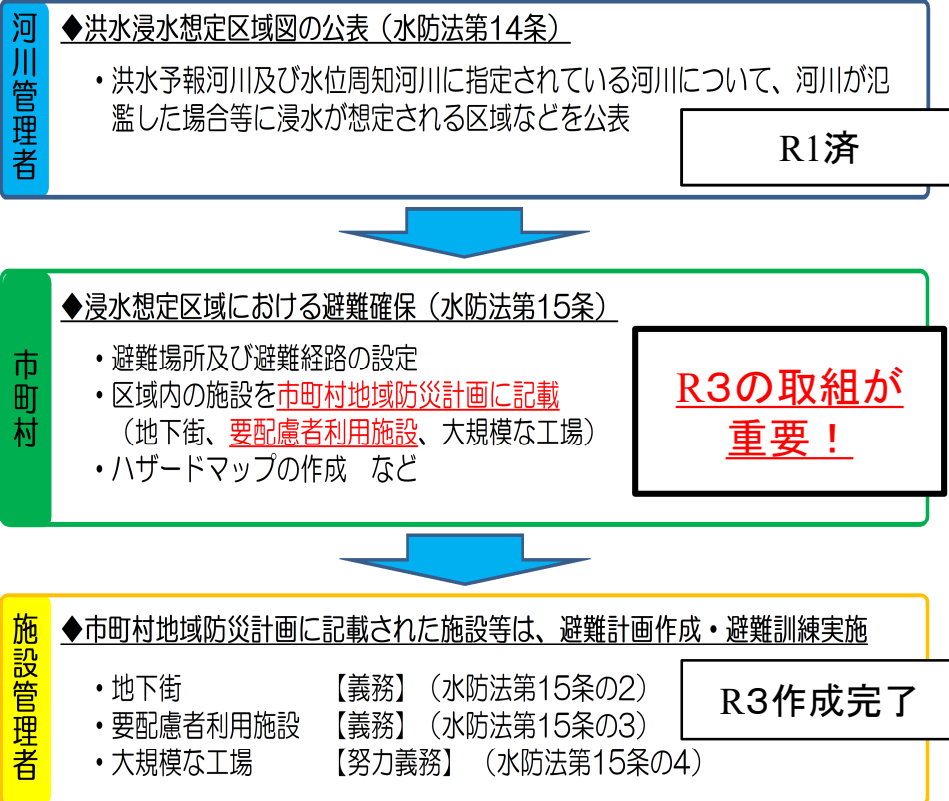 河川管理者
◆洪水浸水想定区域図の公表（水防法第14条）
・洪水予報河川及び水位周知河川に指定されている河川について、河川が氾
濫した場合等に浸水が想定される区域などを公表
R1済
市町村
◆浸水想定区域における避難確保（水防法第15条）
・避難場所及び避難経路の設定
・区域内の施設を市町村地域防災計画に記載
（地下街、要配慮者利用施設、大規模な工場）
・ハザードマップの作成　など
R3の取組が
重要！
施設管理者
◆市町村地域防災計画に記載された施設等は、避難計画作成・避難訓練実施
・地下街　【義務】（水防法第15条の2）
・要配慮者利用施設　【義務】（水防法第15条の3）
・大規模な工場　【努力義務】（水防法第15条の4）
R3作成完了